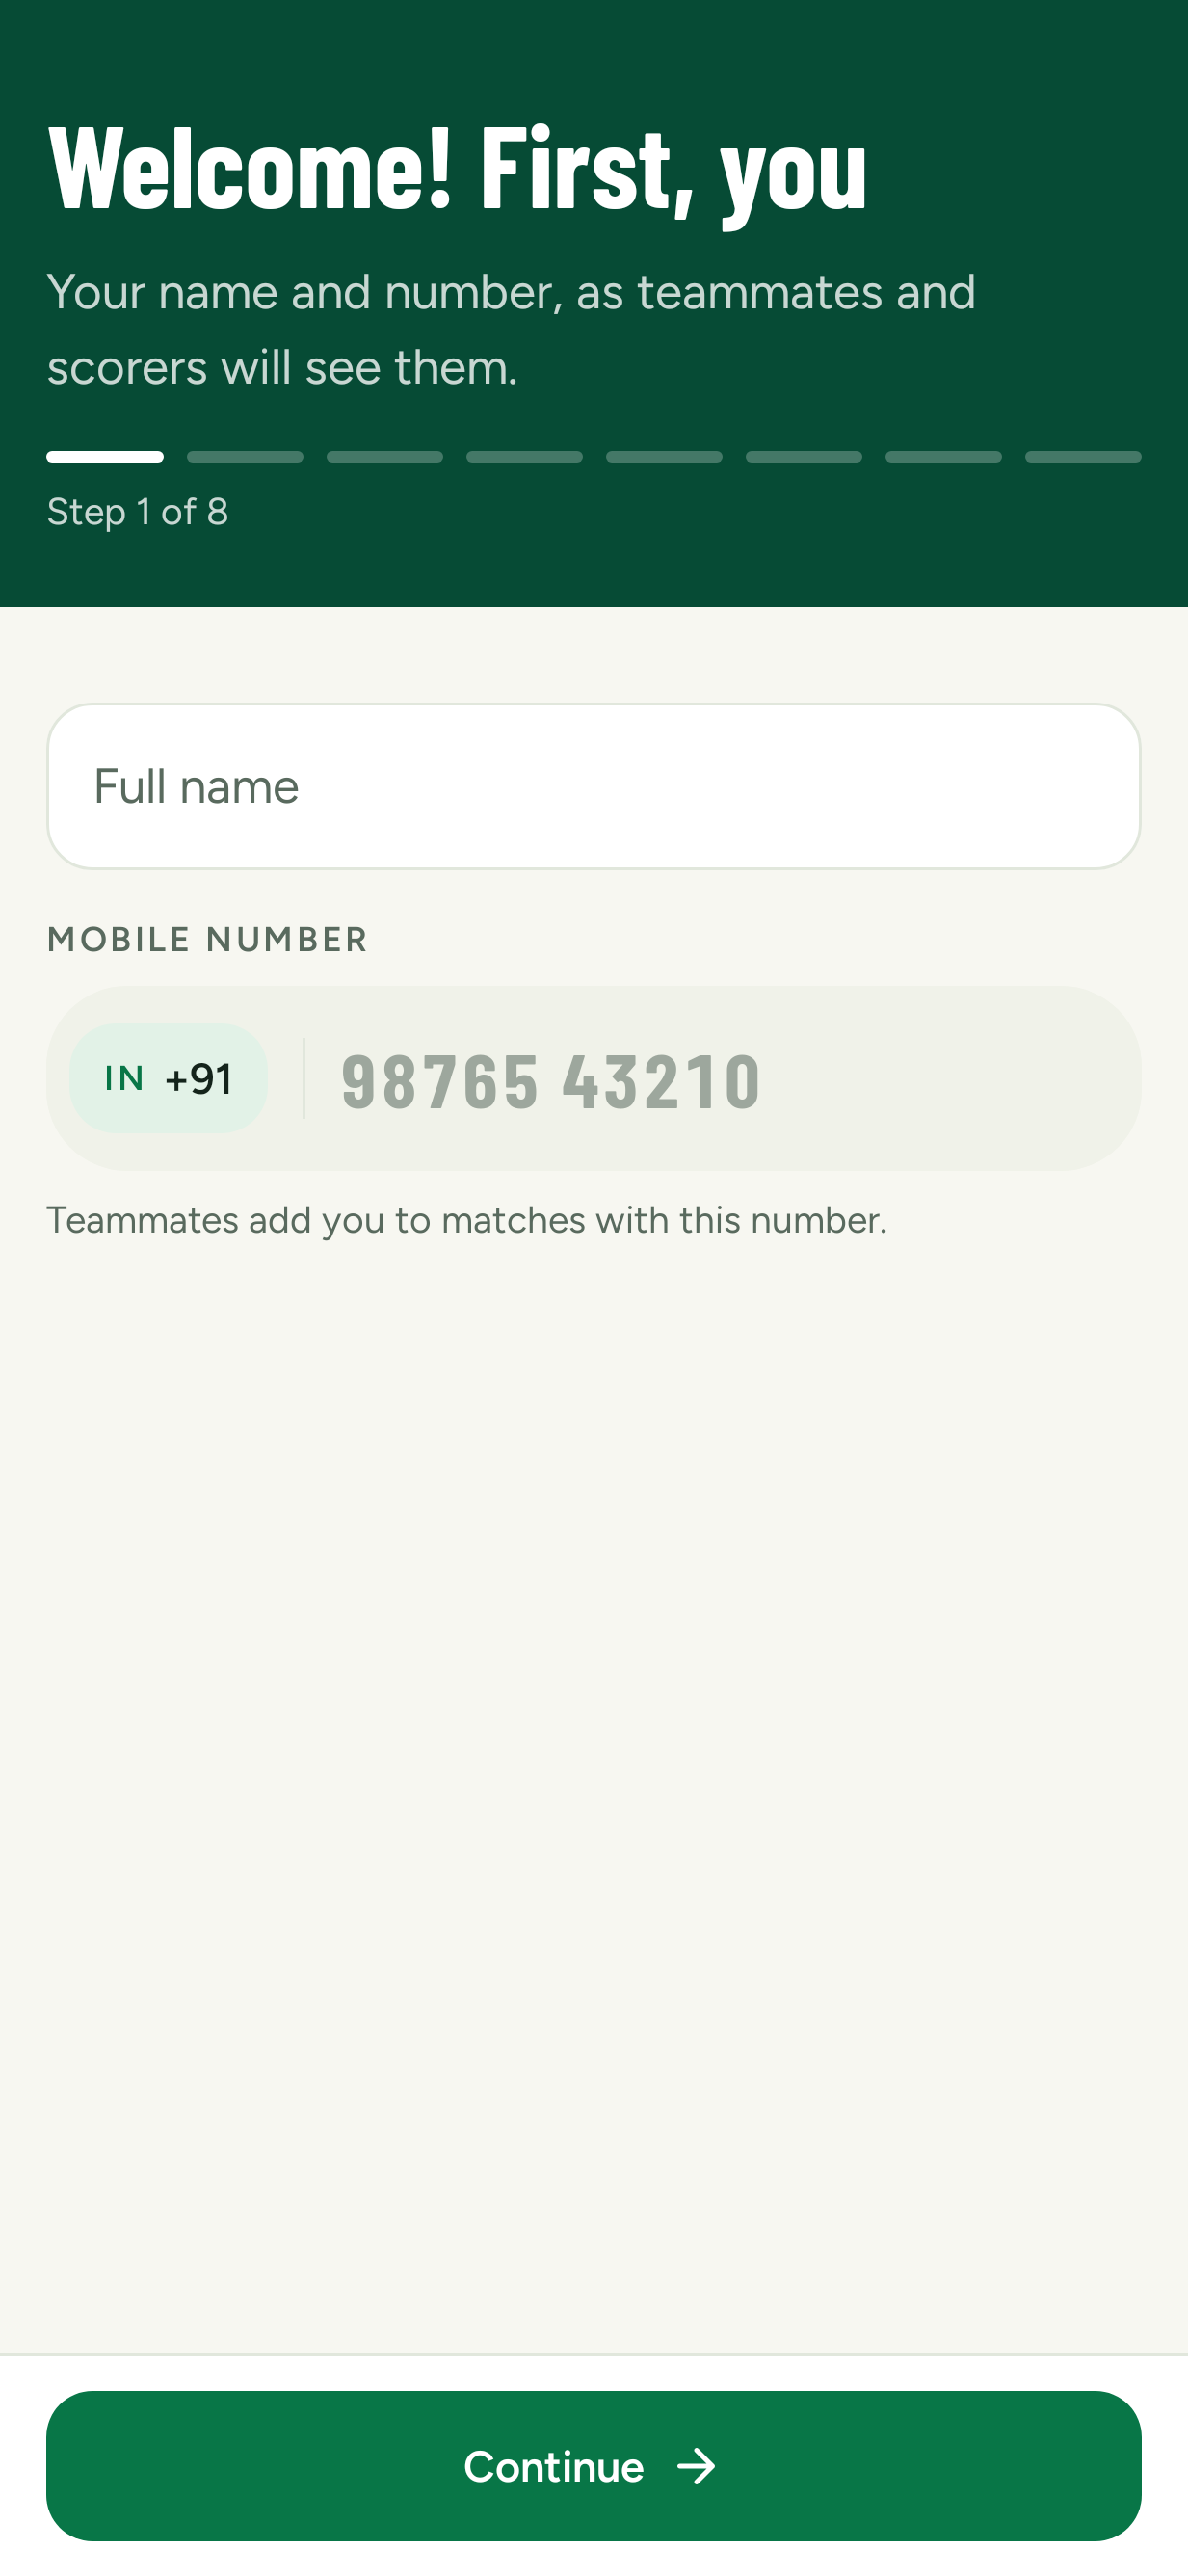 Welcome! First, you
Your name and number, as teammates and
scorers will see them.
Step 1 of 8
Full name
MOBILE NUMBER
IN +91 98765 43210
Teammates add you to matches with this number.
Continue →